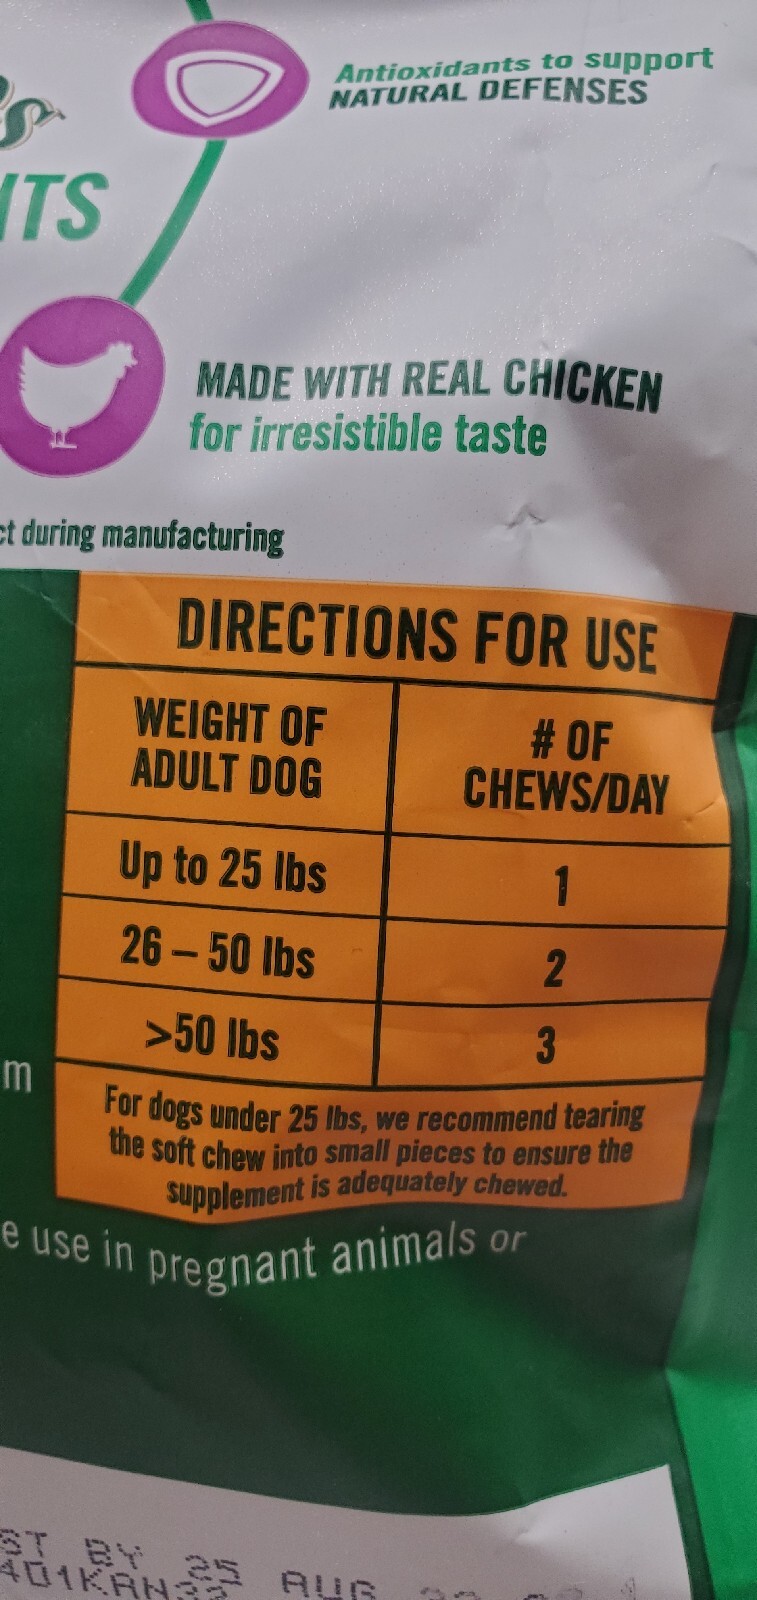 Antioxidants to support
NATURAL DEFENSES
MADE WITH REAL CHICKEN
for irresistible taste
during manufacturing
DIRECTIONS FOR USE
WEIGHT OF
ADULT DOG
# OF
CHEWS/DAY
Up to 25 lbs
1
26 – 50 lbs
2
>50 lbs
3
For dogs under 25 lbs, we recommend tearing
the soft chew into small pieces to ensure the
supplement is adequately chewed.
m
use in pregnant animals or
BY 25 AUG